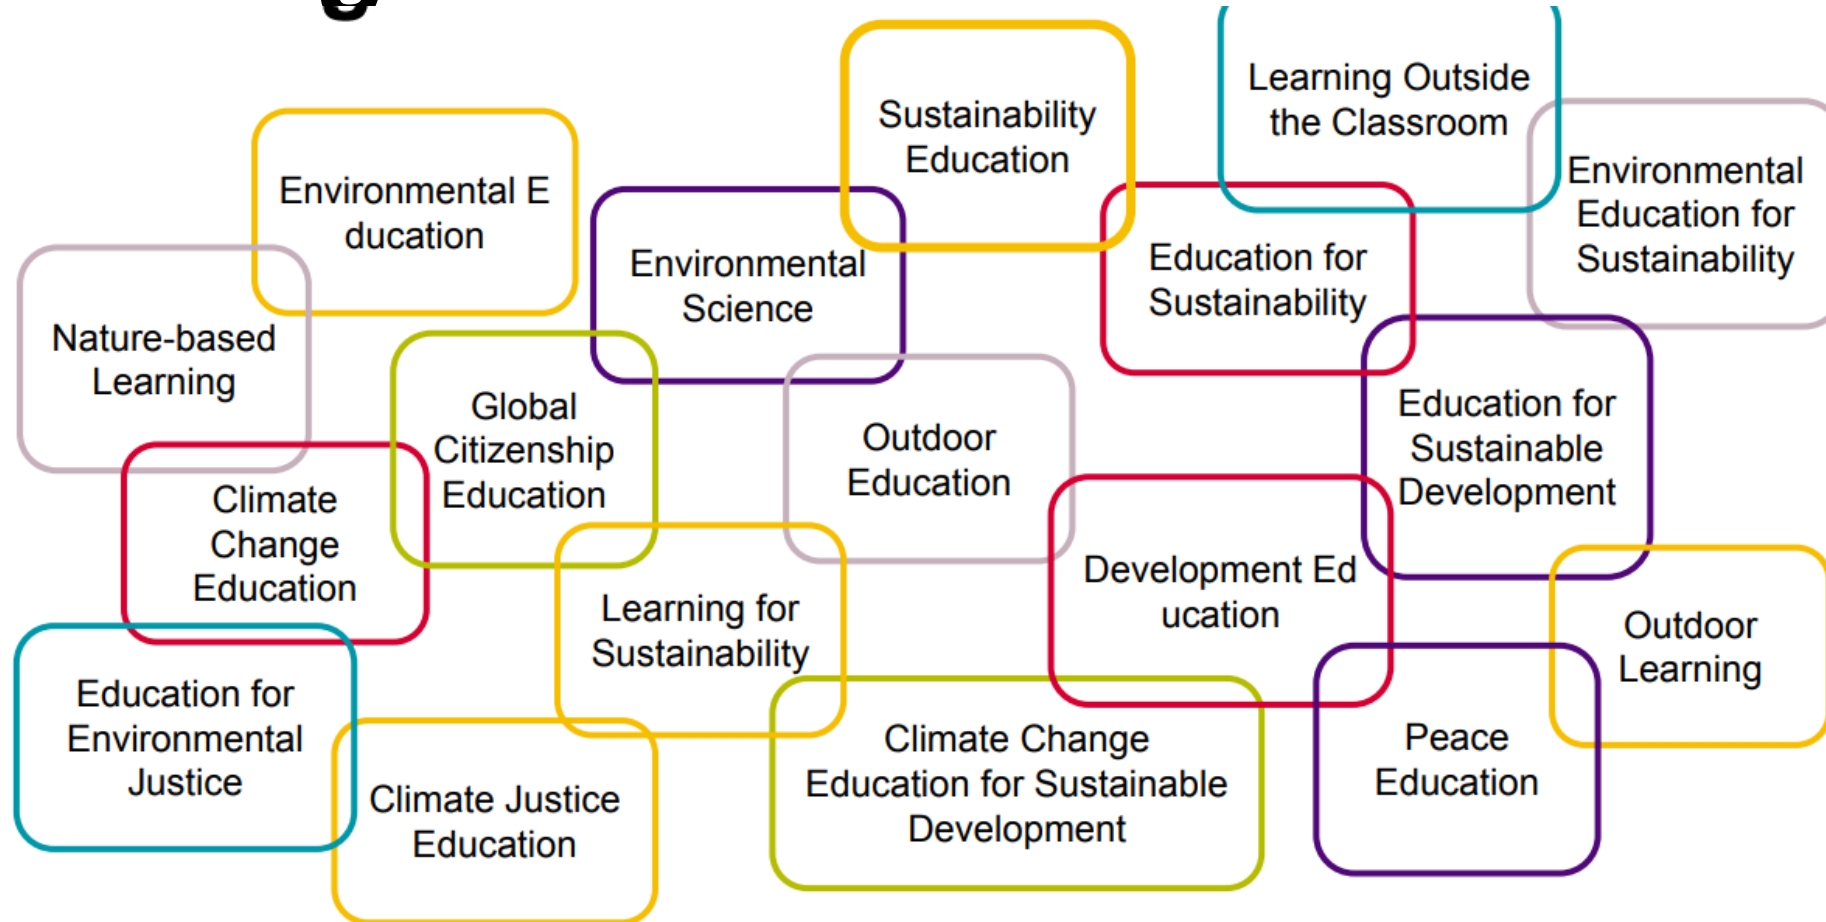 Sustainability
Education
Learning Outside
the Classroom
Environmental E
ducation
Environmental
Education for
Sustainability
Environmental
Science
Education for
Sustainability
Nature-based
Learning
Global
Citizenship
Education
Outdoor
Education
Education for
Sustainable
Development
Climate
Change
Education
Learning for
Sustainability
Development Ed
ucation
Outdoor
Learning
Education for
Environmental
Justice
Climate Justice
Education
Climate Change
Education for Sustainable
Development
Peace
Education